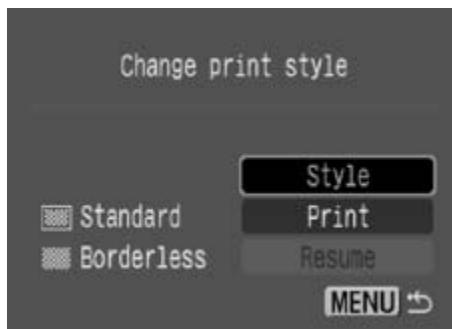 Change print style
Style
Standard Print
Borderless Resume
MENU